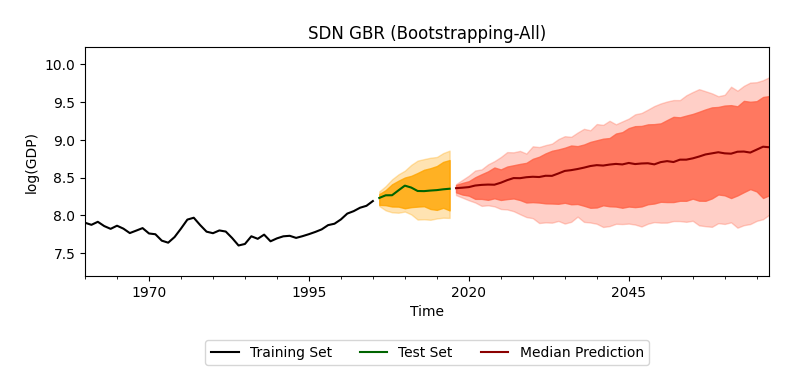 SDN GBR (Bootstrapping-All)
10.0
9.5
9.0
8.5
8.0
7.5
log(GDP)
1970 1995 2020 2045
Time
Training Set Test Set Median Prediction